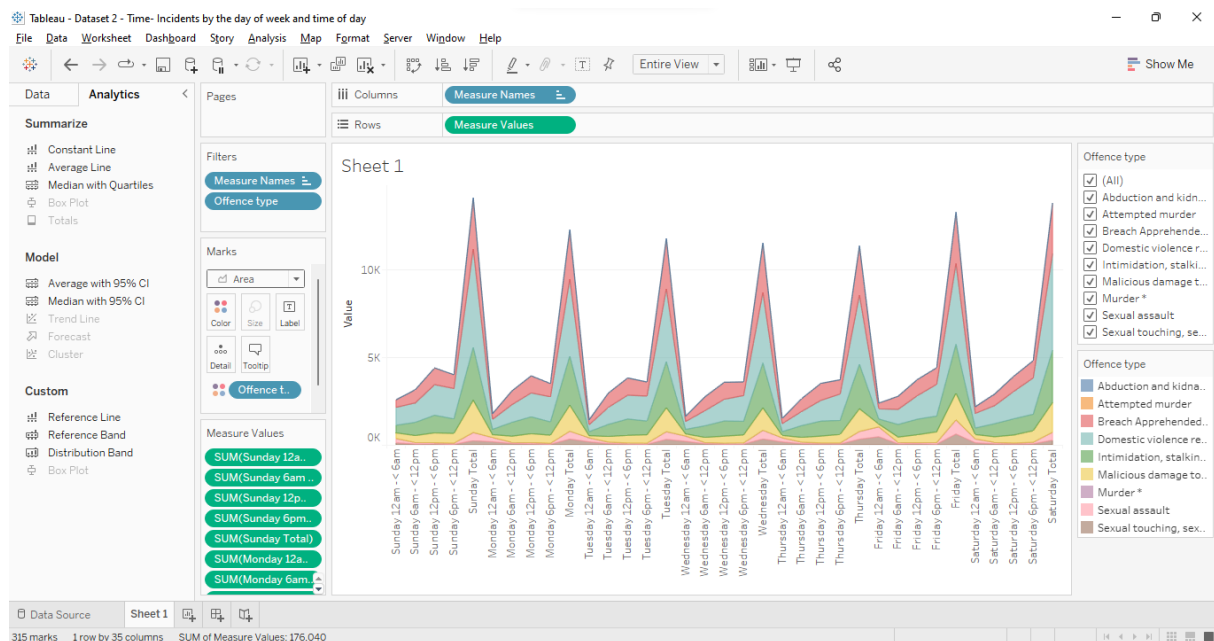 Tableau - Dataset 2 - Time- Incidents by the day of week and time of day
File Data Worksheet Dashboard Story Analysis Map Format Server Window Help
Entire View
Show Me
Data Analytics
Summarize
Constant Line
Average Line
Median with Quartiles
Box Plot
Totals
Model
Average with 95% CI
Median with 95% CI
Trend Line
Forecast
Cluster
Custom
Reference Line
Reference Band
Distribution Band
Box Plot
Pages
Filters
Measure Names
Offence type
Marks
Area
Color Size Label
Detail Tooltip
Offence t...
Measure Values
SUM(Sunday 12a..
SUM(Sunday 6am ..
SUM(Sunday 12p..
SUM(Sunday 6pm..
SUM(Sunday Total)
SUM(Monday 12a..
SUM(Monday 6am..
Columns Measure Names
Rows Measure Values
Sheet 1
Value
10K
5K
0K
Sunday 12am - <6am
Sunday 6am - <12pm
Sunday 12pm - <6pm
Sunday 6pm - <12pm
Sunday Total
Monday 12am - <6am
Monday 6am - <12pm
Monday 12pm - <6pm
Monday 6pm - <12pm
Monday Total
Tuesday 12am - <6am
Tuesday 6am - <12pm
Tuesday 12pm - <6pm
Tuesday 6pm - <12pm
Tuesday Total
Wednesday 12am - <6am
Wednesday 6am - <12pm
Wednesday 12pm - <6pm
Wednesday 6pm - <12pm
Wednesday Total
Thursday 12am - <6am
Thursday 6am - <12pm
Thursday 12pm - <6pm
Thursday 6pm - <12pm
Thursday Total
Friday 12am - <6am
Friday 6am - <12pm
Friday 12pm - <6pm
Friday 6pm - <12pm
Friday Total
Saturday 12am - <6am
Saturday 6am - <12pm
Saturday 12pm - <6pm
Saturday 6pm - <12pm
Saturday Total
Offence type
(All)
Abduction and kidn...
Attempted murder
Breach Apprehende...
Domestic violence r...
Intimidation, stalki...
Malicious damage t...
Murder *
Sexual assault
Sexual touching, se...
Offence type
Abduction and kidna..
Attempted murder
Breach Apprehended..
Domestic violence re..
Intimidation, stalkin..
Malicious damage to..
Murder *
Sexual assault
Sexual touching, sex..
Data Source Sheet 1
315 marks 1 row by 35 columns SUM of Measure Values: 176,040